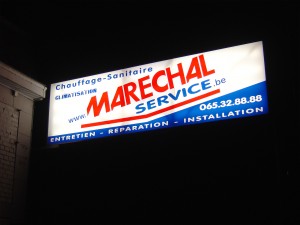 Chauffage-Sanitaire
CLIMATISATION
www.MARECHAL
SERVICE.be
065.32.88.88
ENTRETIEN - REPARATION - INSTALLATION